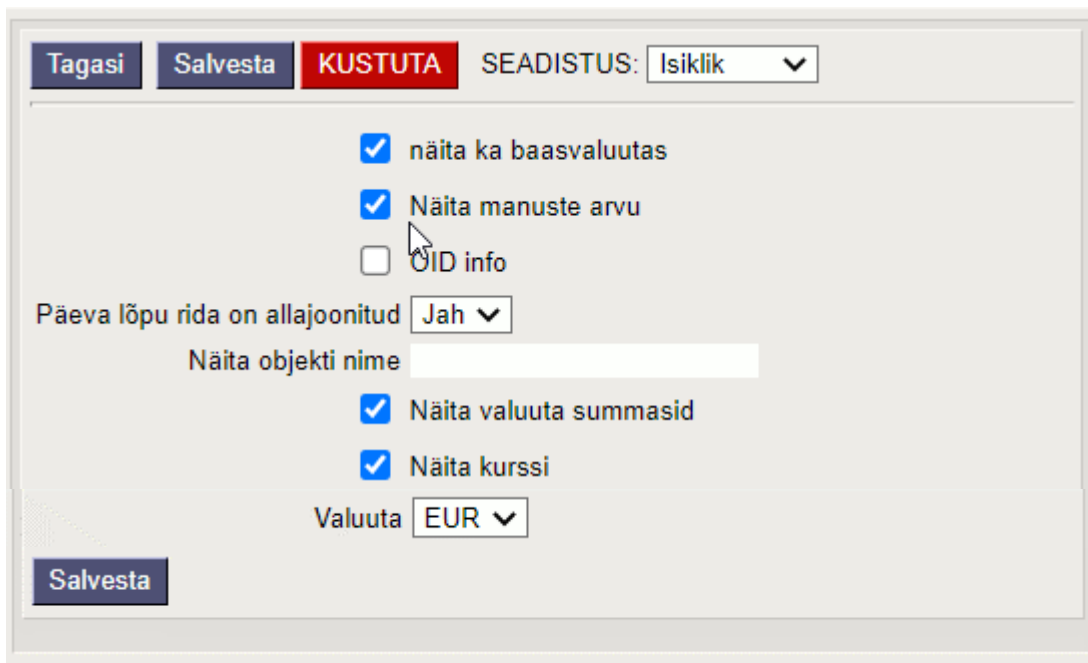 Tagasi Salvesta KUSTUTA SEADISTUS: Isiklik
näita ka baasvaluutas
Näita manuste arvu
OID info
Päeva lõpu rida on allajoonitud Jah
Näita objekti nime
Näita valuuta summasid
Näita kurssi
Valuuta EUR
Salvesta